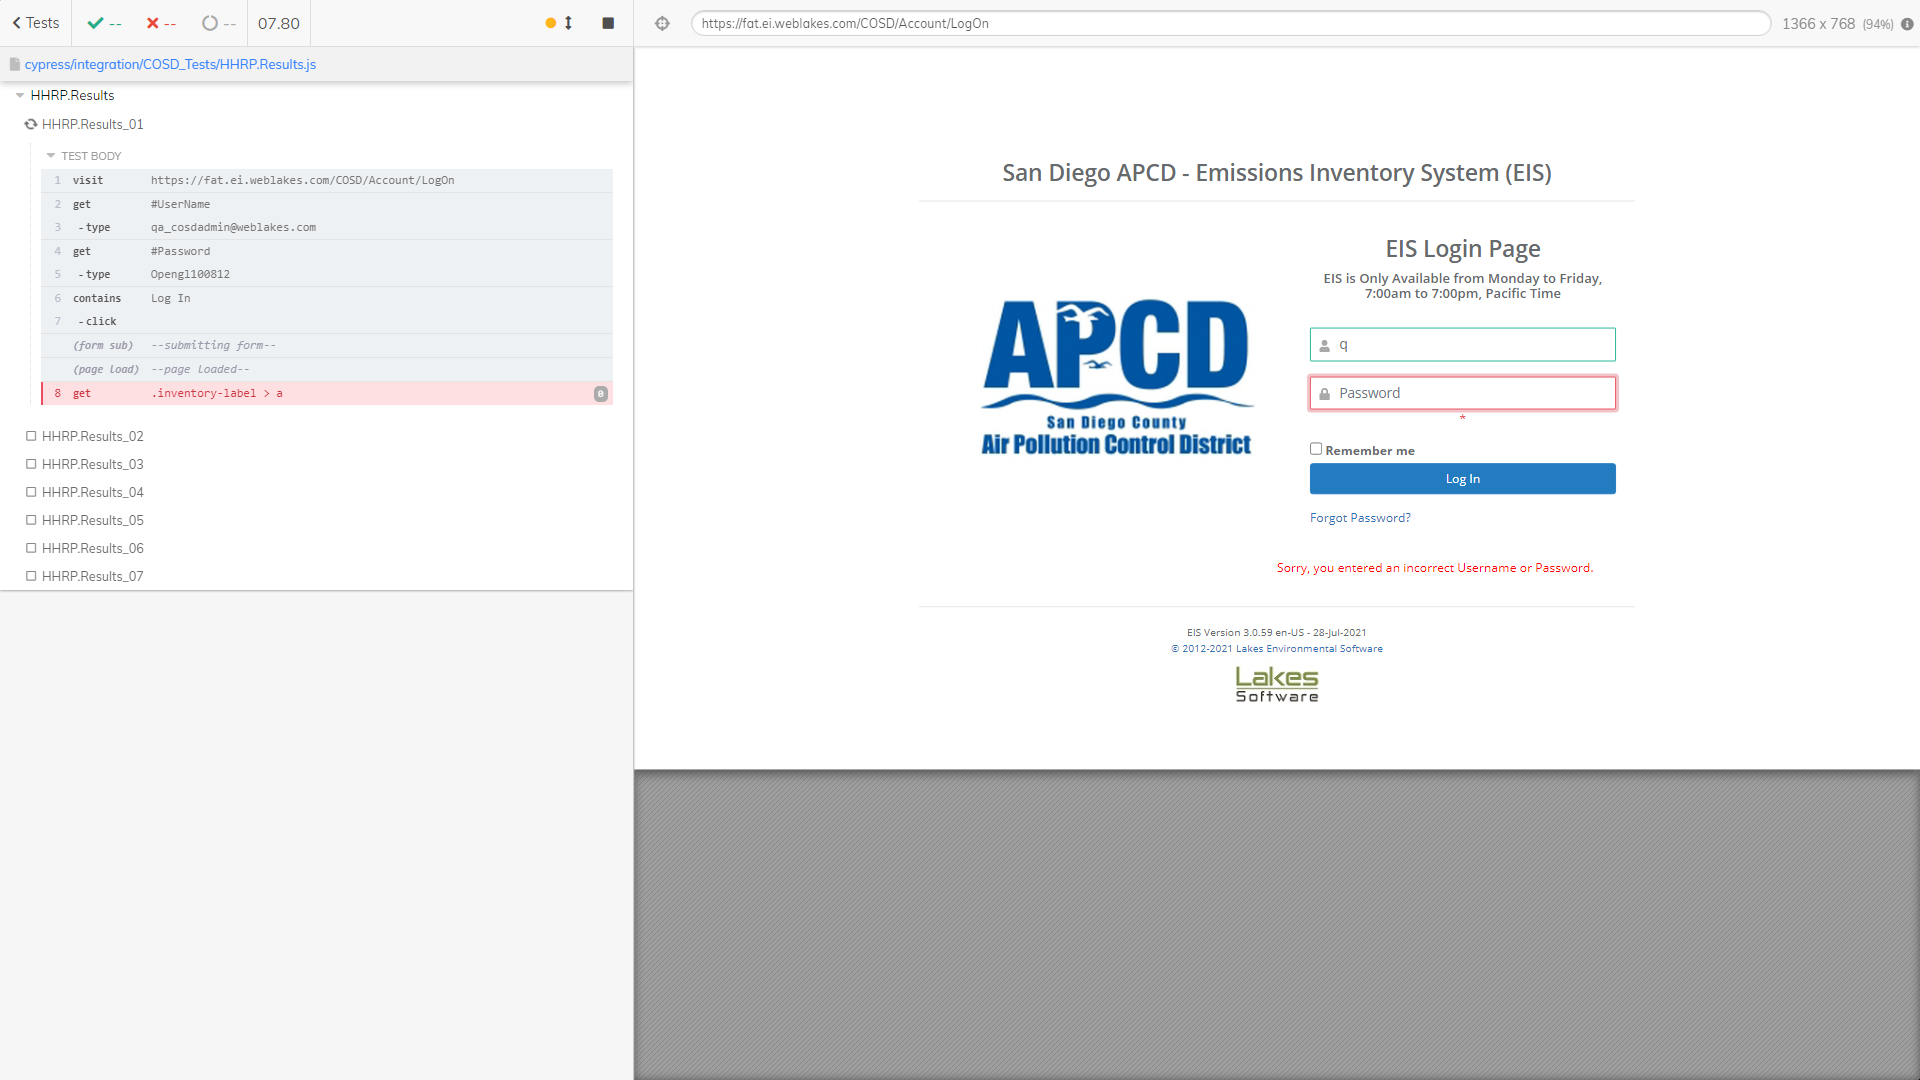 Tests
--
--
--
07.80
https://fat.ei.weblakes.com/COSD/Account/LogOn
1366 x 768 (94%)
cypress/integration/COSD_Tests/HHRP.Results.js
HHRP.Results
HHRP.Results_01
TEST BODY
1 visit https://fat.ei.weblakes.com/COSD/Account/LogOn
2 get #UserName
3 -type qa_cosdadmin@weblakes.com
4 get #Password
5 -type Opengl100812
6 contains Log In
7 -click
(form sub) --submitting form--
(page load) --page loaded--
8 get .inventory-label > a 0
HHRP.Results_02
HHRP.Results_03
HHRP.Results_04
HHRP.Results_05
HHRP.Results_06
HHRP.Results_07
San Diego APCD - Emissions Inventory System (EIS)
APCD
San Diego County
Air Pollution Control District
EIS Login Page
EIS is Only Available from Monday to Friday,
7:00am to 7:00pm, Pacific Time
q
Password
*
Remember me
Log In
Forgot Password?
Sorry, you entered an incorrect Username or Password.
EIS Version 3.0.59 en-US - 28-Jul-2021
© 2012-2021 Lakes Environmental Software
Lakes
Software